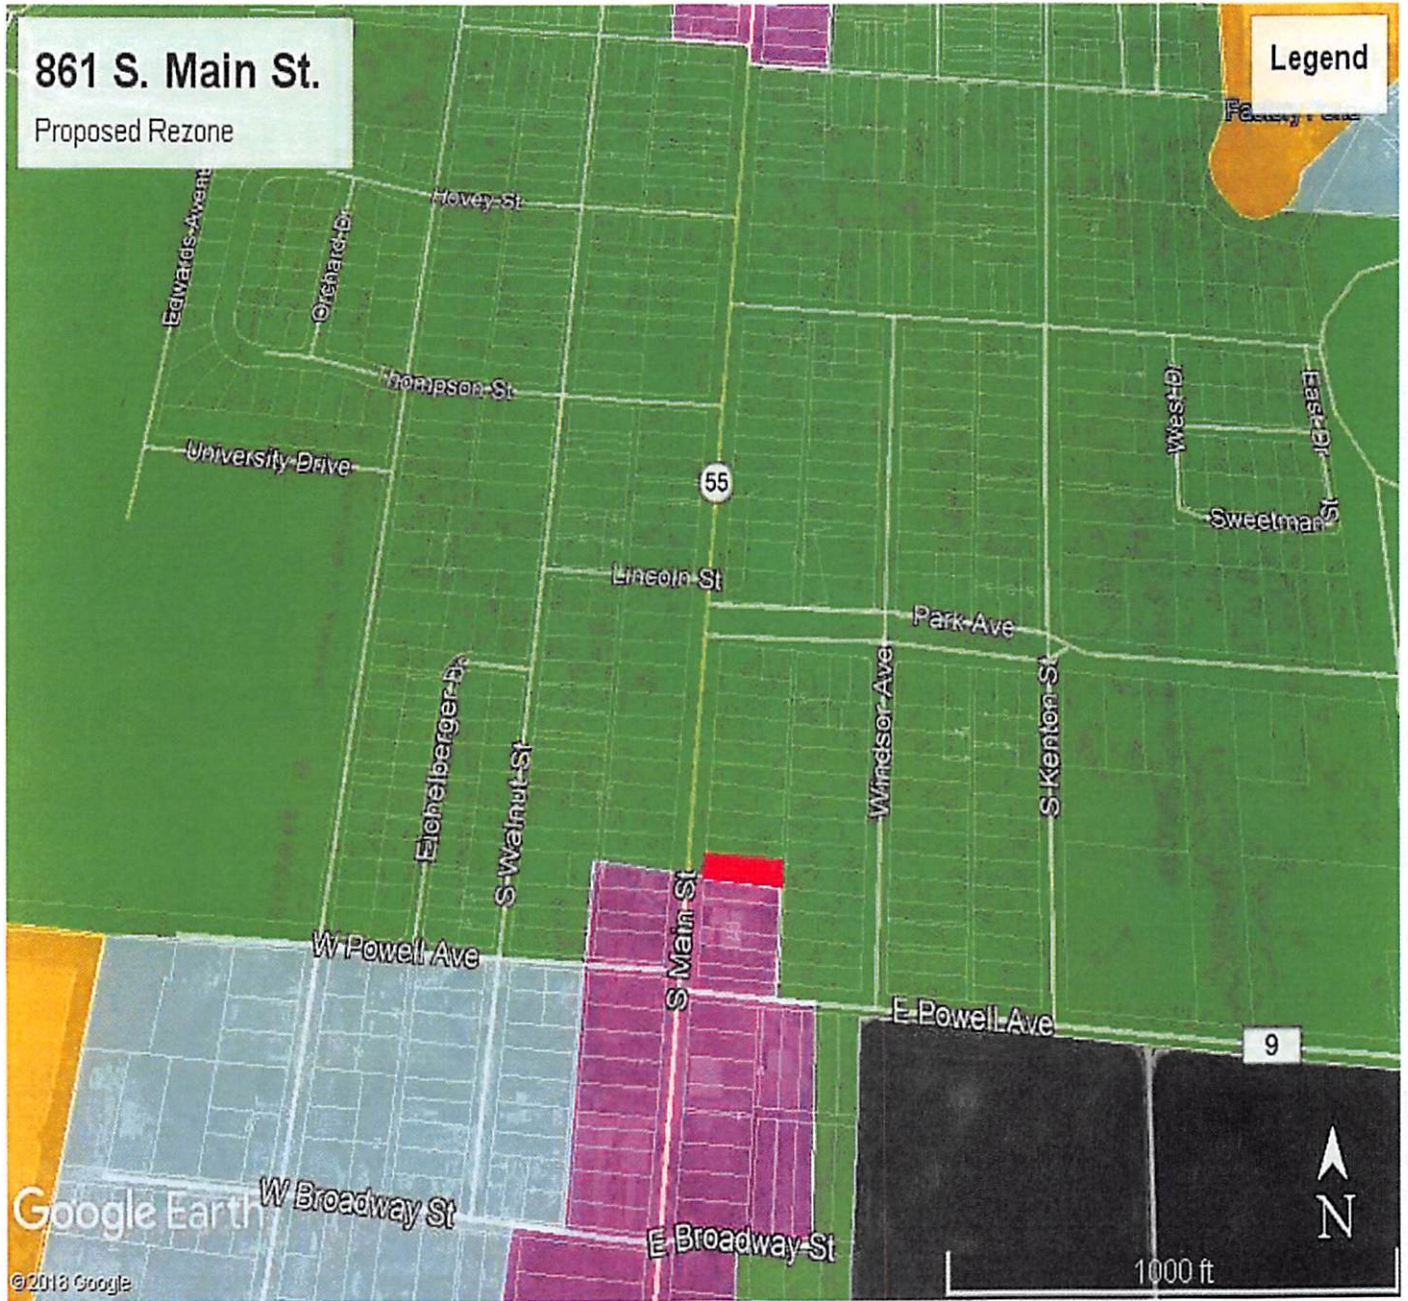 861 S. Main St.
Proposed Rezone
Legend
Hovey St
Edwards Avenu
Orchard Dr
Thompson St
West Dr
East Dr
University Drive
55
Sweetman St
Lincoln St
Park Ave
Eichelberger Dr
S Walnut St
Windsor Ave
S Kenton St
S Main St
W Powell Ave
E Powell Ave
9
W Broadway St
E Broadway St
Google Earth
N
1000 ft
©2018 Google